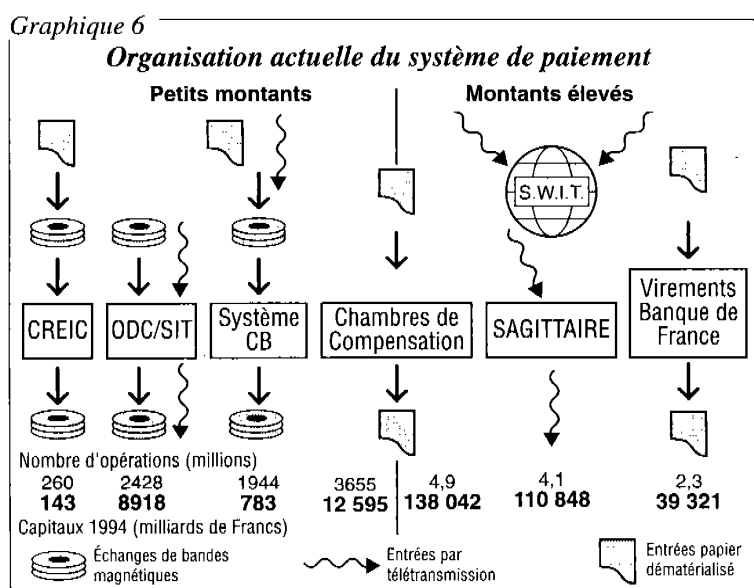 Graphique 6
Organisation actuelle du système de paiement
Petits montants
Montants élevés
S.W.I.T.
CREIC
ODC/SIT
Système
CB
Chambres de
Compensation
SAGITTAIRE
Virements
Banque de
France
Nombre d'opérations (millions)
260 2428 1944 3655 4,9 4,1 2,3
143 8918 783 12 595 138 042 110 848 39 321
Capitaux 1994 (milliards de Francs)
Échanges de bandes
magnétiques
Entrées par
télétransmission
Entrées papier
dématérialisé